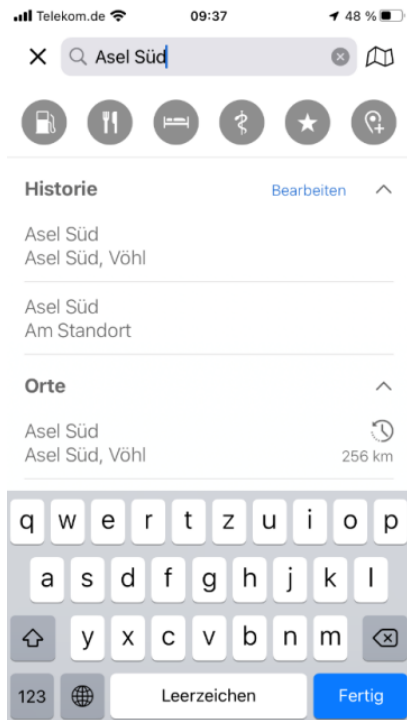 Telekom.de 09:37 48 %
Asel Süd
Historie Bearbeiten
Asel Süd
Asel Süd, Vöhl
Asel Süd
Am Standort
Orte
Asel Süd
Asel Süd, Vöhl 256 km
q w e r t z u i o p
a s d f g h j k l
y x c v b n m
123 Leerzeichen Fertig